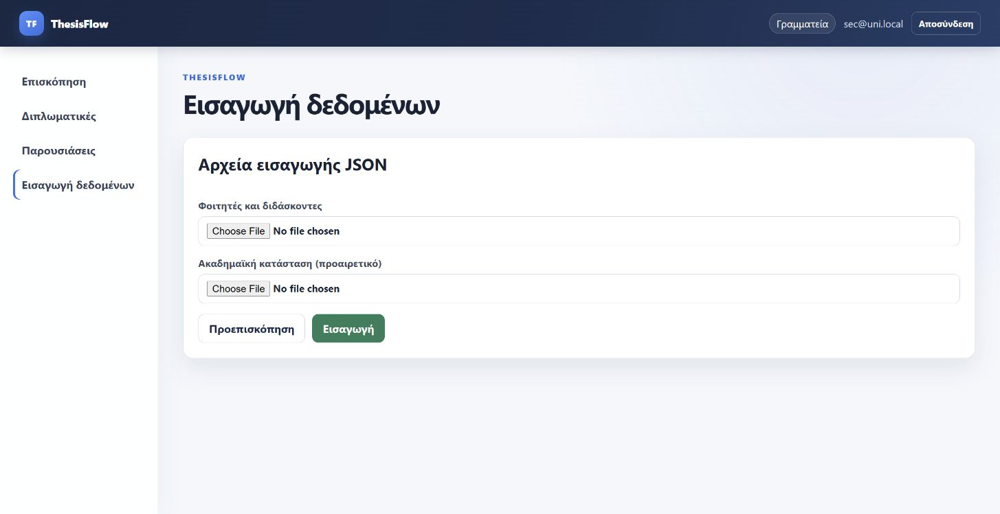 TF ThesisFlow Γραμματεία sec@uni.local Αποσύνδεση
Επισκόπηση
Διπλωματικές
Παρουσιάσεις
Εισαγωγή δεδομένων
THESISFLOW
Εισαγωγή δεδομένων
Αρχεία εισαγωγής JSON
Φοιτητές και διδάσκοντες
Choose File No file chosen
Ακαδημαϊκή κατάσταση (προαιρετικό)
Choose File No file chosen
Προεπισκόπηση Εισαγωγή